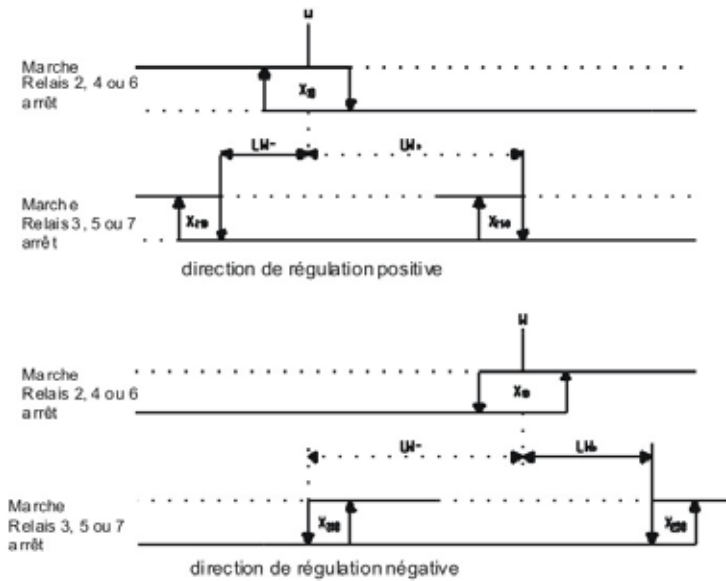 W
Marche
Relais 2, 4 ou 6
arrêt
LW-
Marche
Relais 3, 5 ou 7
arrêt
direction de régulation positive
W
Marche
Relais 2, 4 ou 6
arrêt
LW-
Marche
Relais 3, 5 ou 7
arrêt
direction de régulation négative